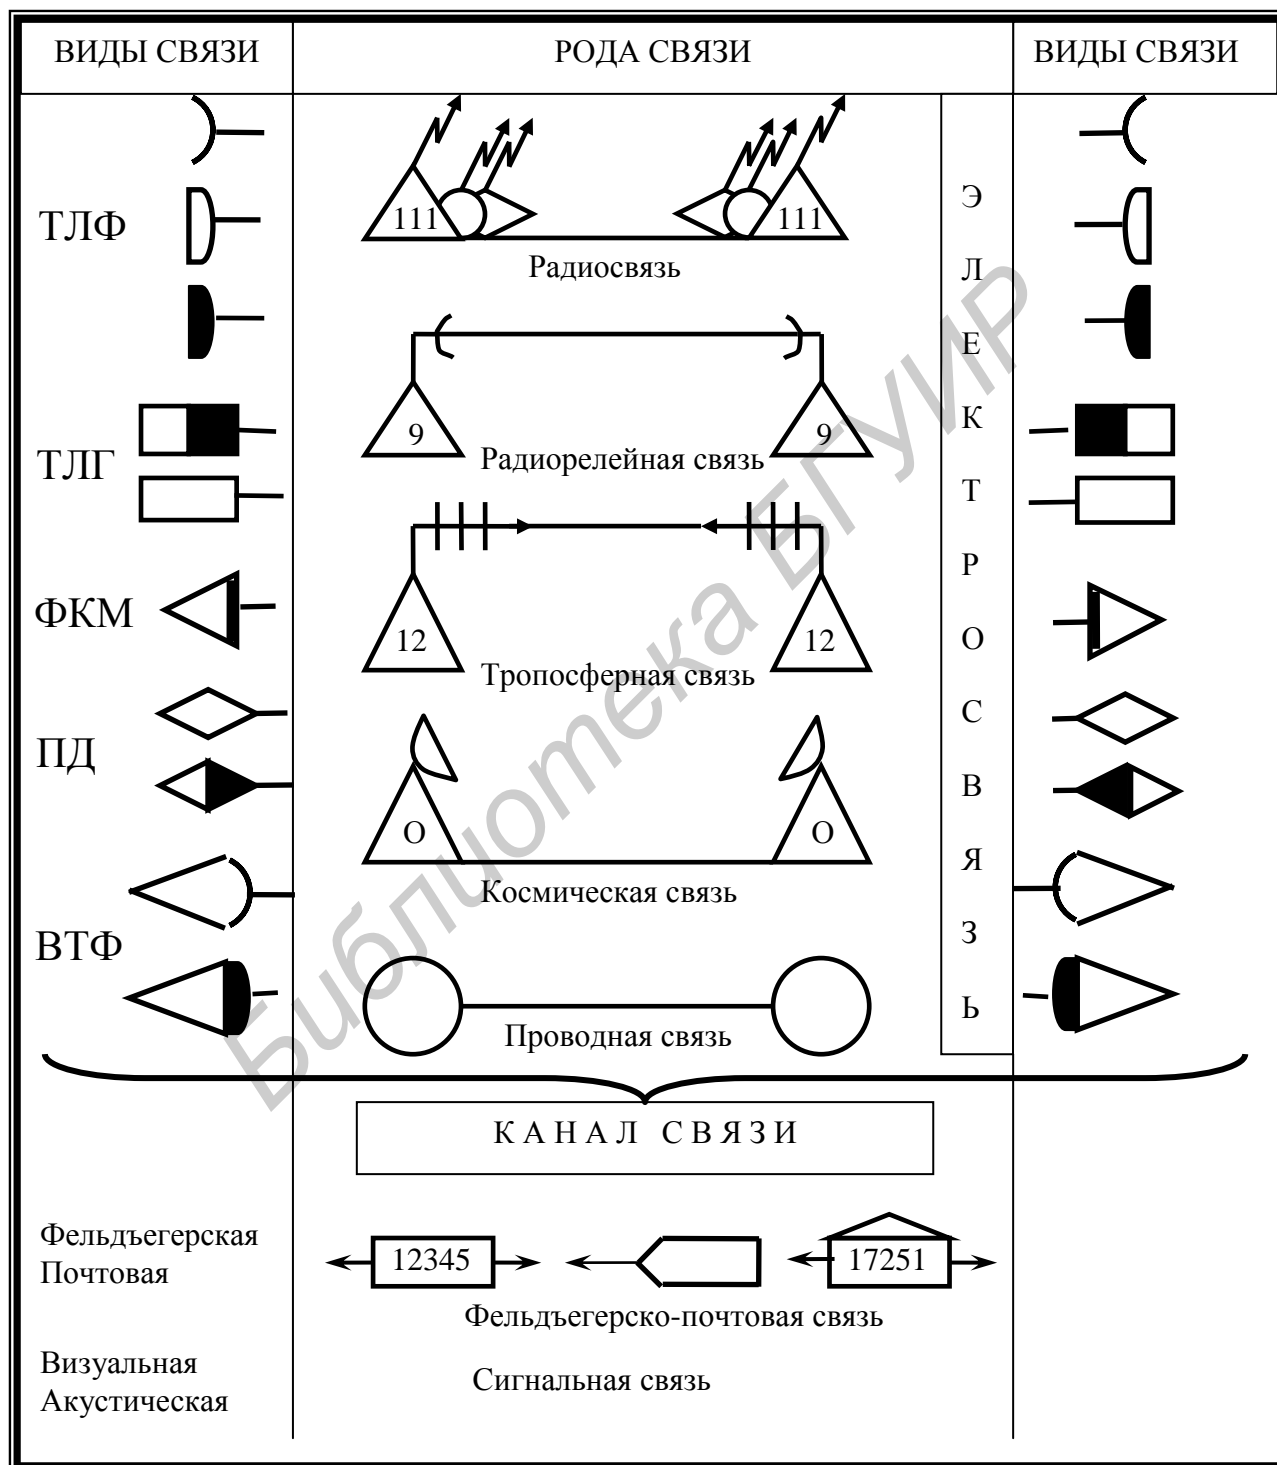 ВИДЫ СВЯЗИ
РОДА СВЯЗИ
ВИДЫ СВЯЗИ
ТЛФ
111
111
Радиосвязь
9
9
Радиорелейная связь
ТЛГ
12
12
Тропосферная связь
ФКМ
ПД
О
О
Космическая связь
ВТФ
Проводная связь
Э
Л
Е
К
Т
Р
О
С
В
Я
З
Ь
КАНАЛ СВЯЗИ
Фельдъегерская
Почтовая
12345
17251
Фельдъегерско-почтовая связь
Визуальная
Акустическая
Сигнальная связь
Библиотека БГУИР